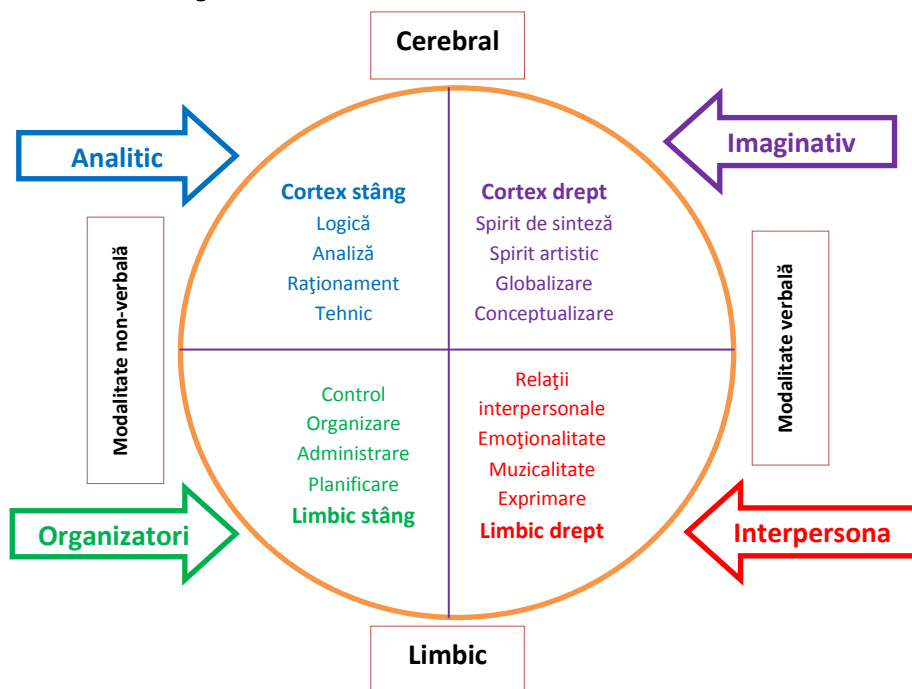 Cerebral
Analitic
Imaginativ
Cortex stâng
Logică
Analiză
Raţionament
Tehnic
Cortex drept
Spirit de sinteză
Spirit artistic
Globalizare
Conceptualizare
Modalitate non-verbală
Modalitate verbală
Control
Organizare
Administrare
Planificare
Limbic stâng
Relaţii
interpersonale
Emoţionalitate
Muzicalitate
Exprimare
Limbic drept
Organizatori
Interpersona
Limbic